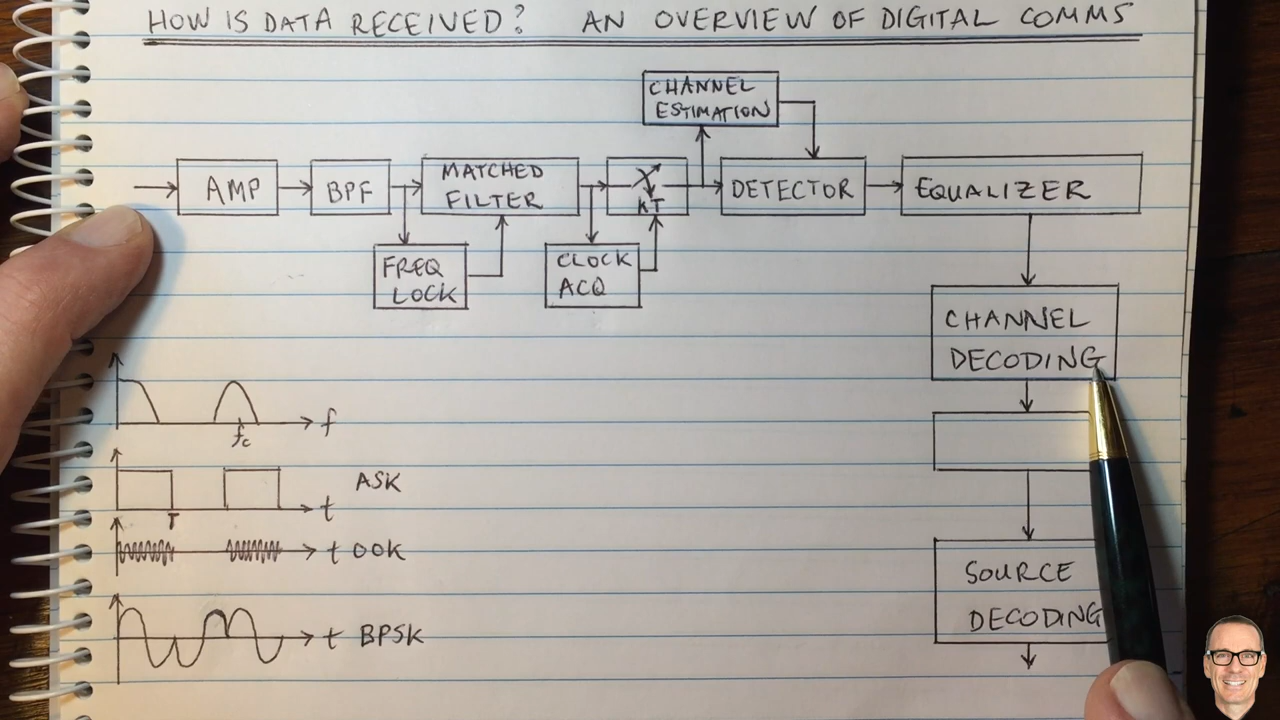 HOW IS DATA RECEIVED? AN OVERVIEW OF DIGITAL COMMS
CHANNEL
ESTIMATION
AMP
BPF
MATCHED
FILTER
kT
DETECTOR
EQUALIZER
FREQ
LOCK
CLOCK
ACQ
CHANNEL
DECODING
SOURCE
DECODING
f
fc
ASK
t
T
t OOK
t BPSK